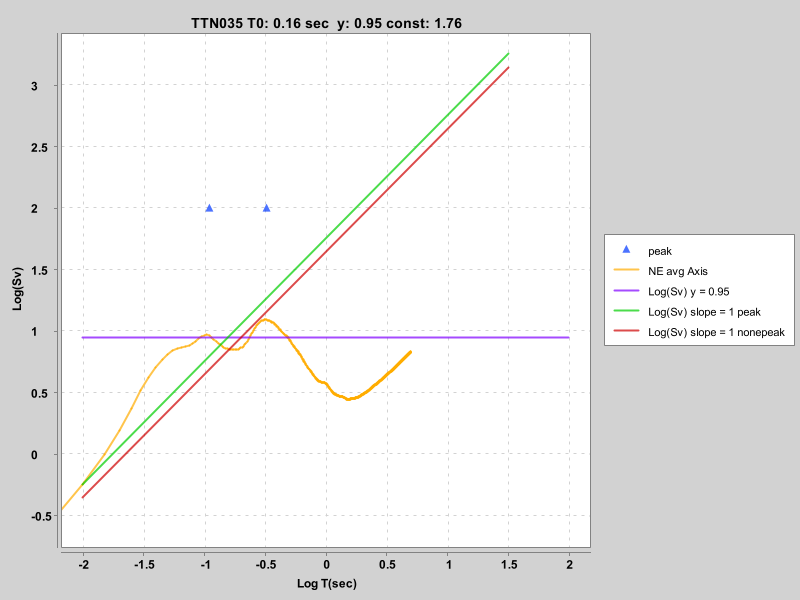 TTN035 T0: 0.16 sec  y: 0.95 const: 1.76
3
2.5
2
1.5
1
0.5
0
-0.5
Log(Sv)
-2
-1.5
-1
-0.5
0
0.5
1
1.5
2
Log T(sec)
peak
NE avg Axis
Log(Sv) y = 0.95
Log(Sv) slope = 1 peak
Log(Sv) slope = 1 nonepeak